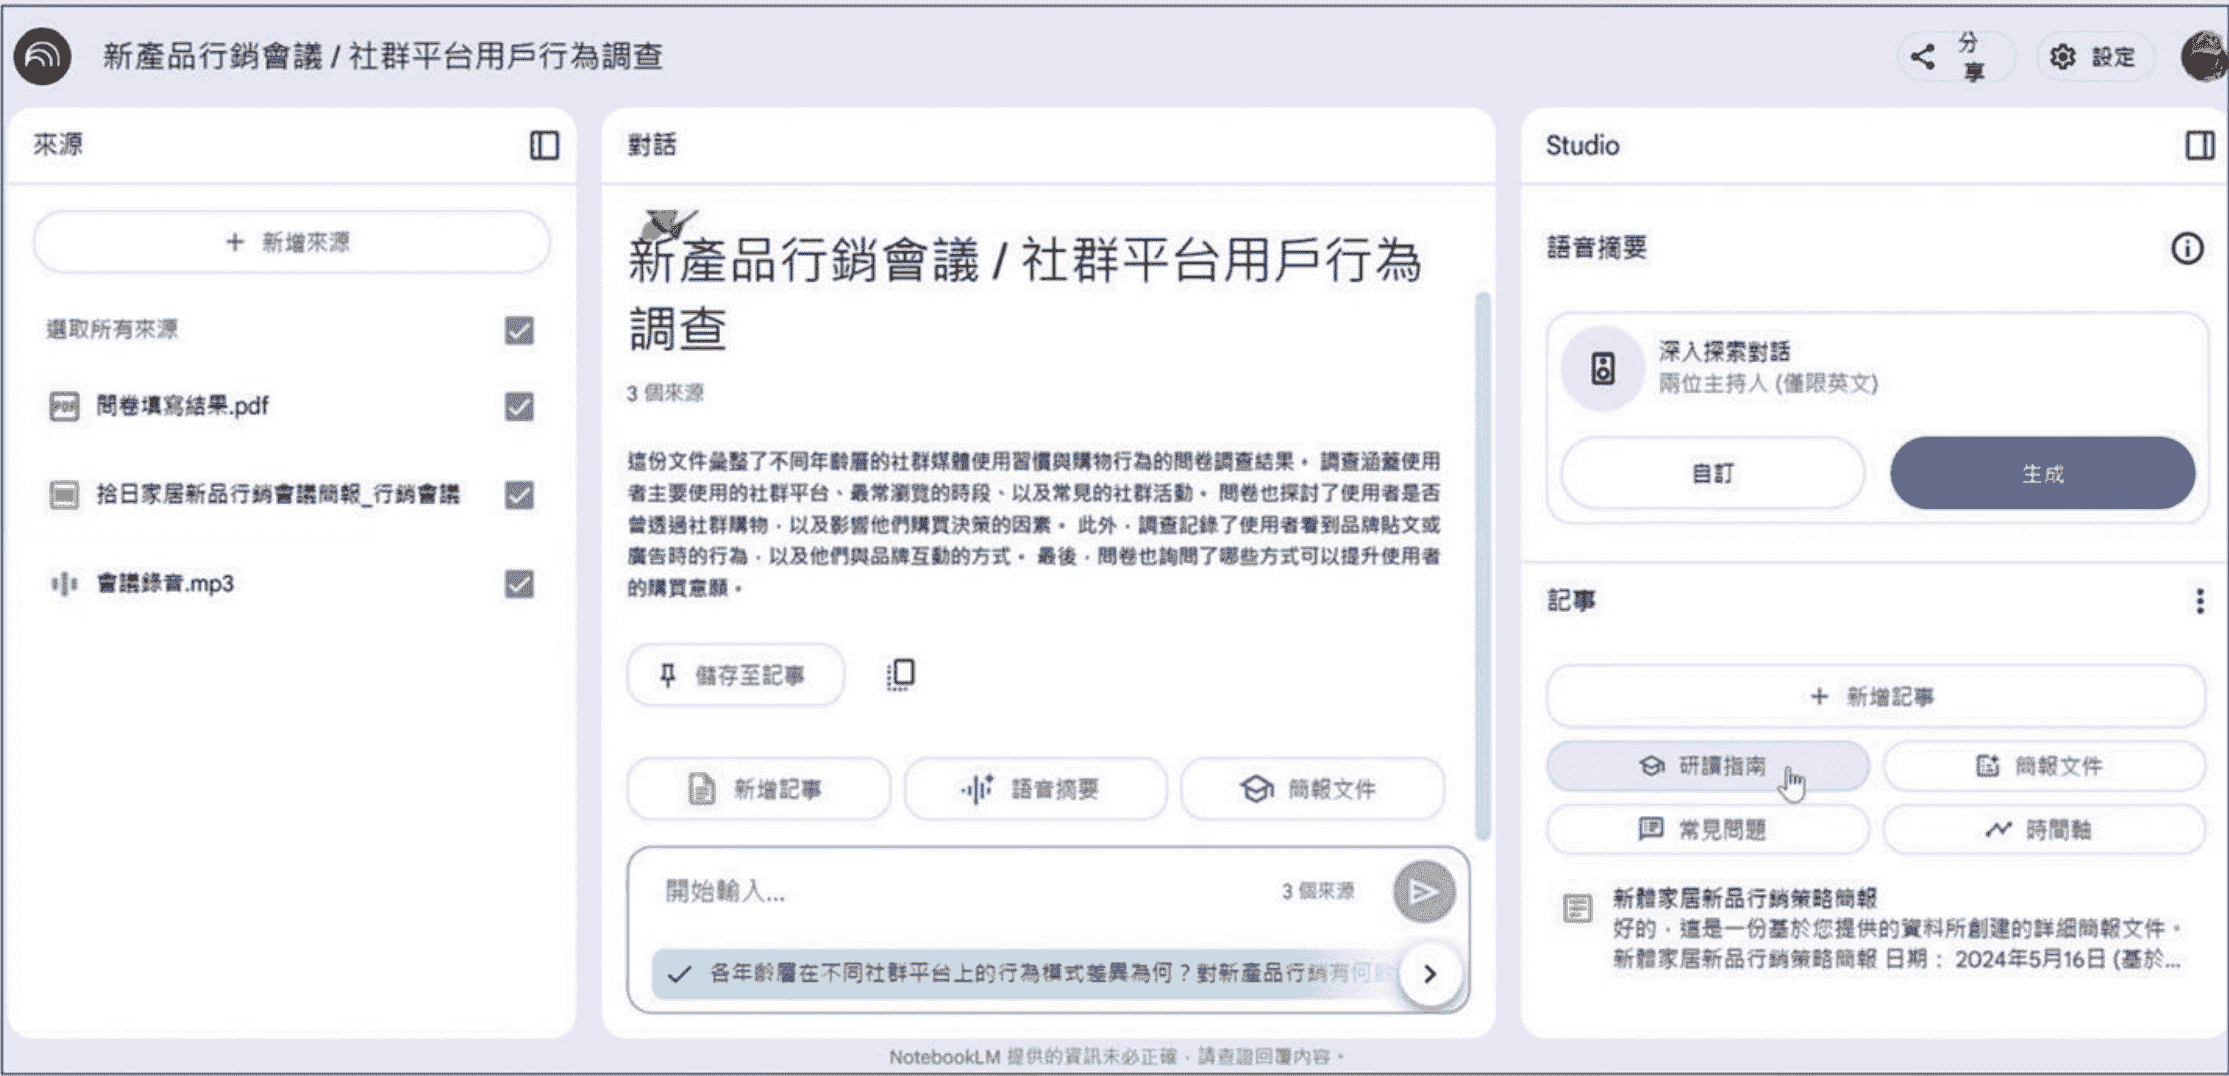 新產品行銷會議 / 社群平台用戶行為調查
分享
設定
來源
+ 新增來源
選取所有來源
PDF
問卷填寫結果.pdf
拾日家居新品行銷會議簡報_行銷會議
會議錄音.mp3
對話
新產品行銷會議 / 社群平台用戶行為
調查
3 個來源
這份文件彙整了不同年齡層的社群媒體使用習慣與購物行為的問卷調查結果。 調查涵蓋使用
者主要使用的社群平台、最常瀏覽的時段、以及常見的社群活動。 問卷也探討了使用者是否
曾透過社群購物，以及影響他們購買決策的因素。 此外，調查記錄了使用者看到品牌貼文或
廣告時的行為，以及他們與品牌互動的方式。 最後，問卷也詢問了哪些方式可以提升使用者
的購買意願。
儲存至記事
新增記事
語音摘要
簡報文件
開始輸入...
3 個來源
各年齡層在不同社群平台上的行為模式差異為何？對新產品行銷有何
Studio
語音摘要
深入探索對話
兩位主持人 (僅限英文)
自訂
生成
記事
+ 新增記事
研讀指南
簡報文件
常見問題
時間軸
新體家居新品行銷策略簡報
好的，這是一份基於您提供的資料所創建的詳細簡報文件。
新體家居新品行銷策略簡報 日期： 2024年5月16日 (基於...
NotebookLM 提供的資訊未必正確，請查證回覆內容。